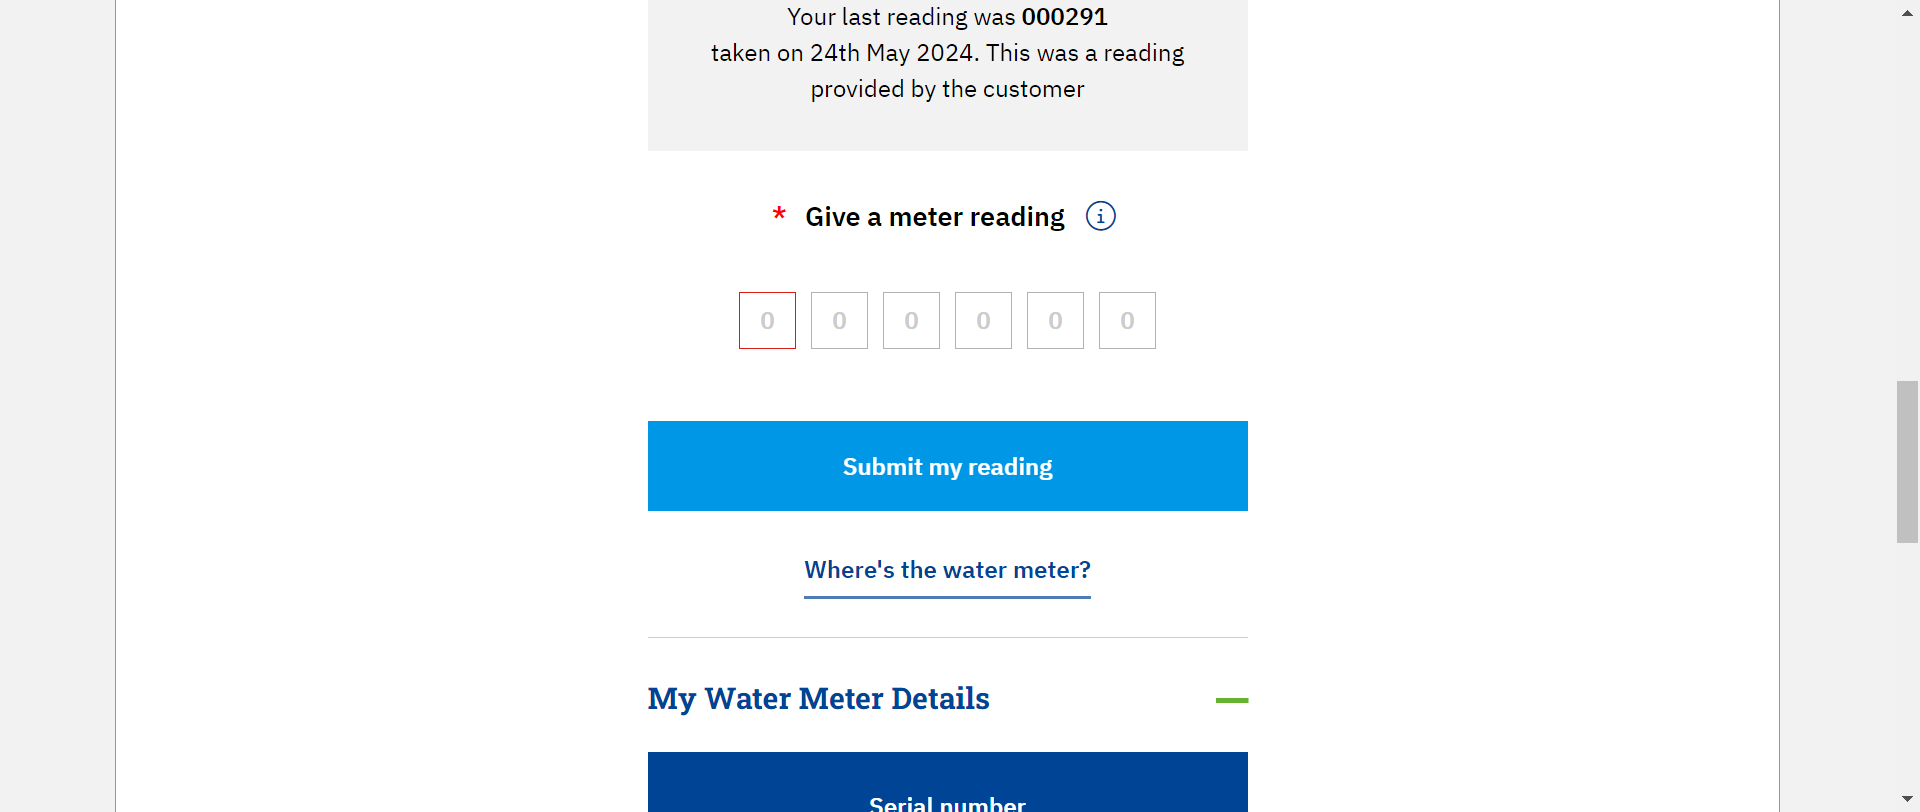 Your last reading was 000291
taken on 24th May 2024. This was a reading
provided by the customer
* Give a meter reading i
0 0 0 0 0 0
Submit my reading
Where's the water meter?
My Water Meter Details
Serial number